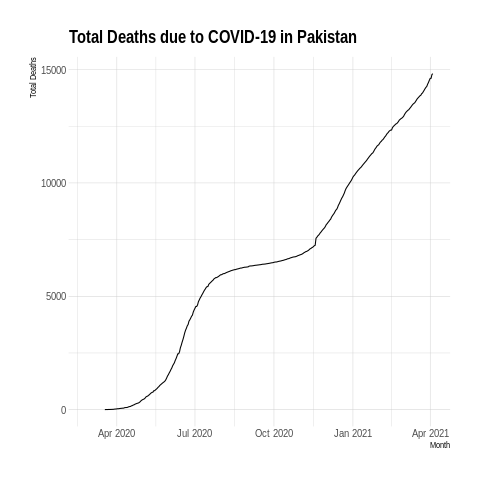 Total Deaths due to COVID-19 in Pakistan
Total Deaths
15000
10000
5000
0
Apr 2020 Jul 2020 Oct 2020 Jan 2021 Apr 2021
Month